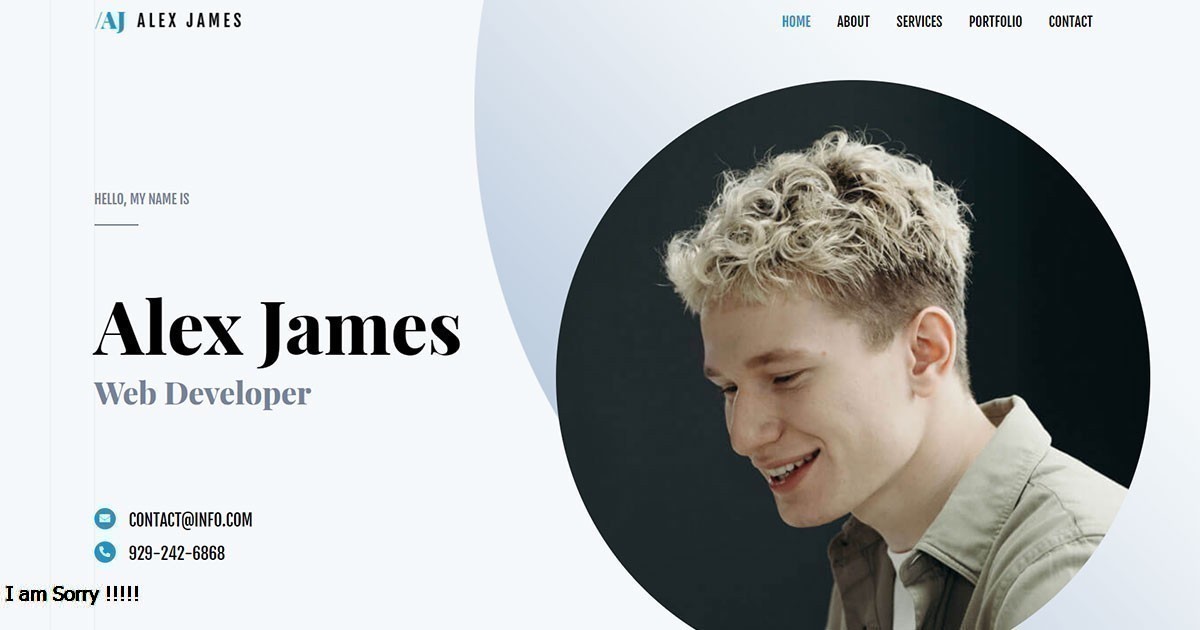 /AJ ALEX JAMES
HOME ABOUT SERVICES PORTFOLIO CONTACT
HELLO, MY NAME IS
Alex James
Web Developer
CONTACT@INFO.COM
929-242-6868
I am Sorry !!!!!